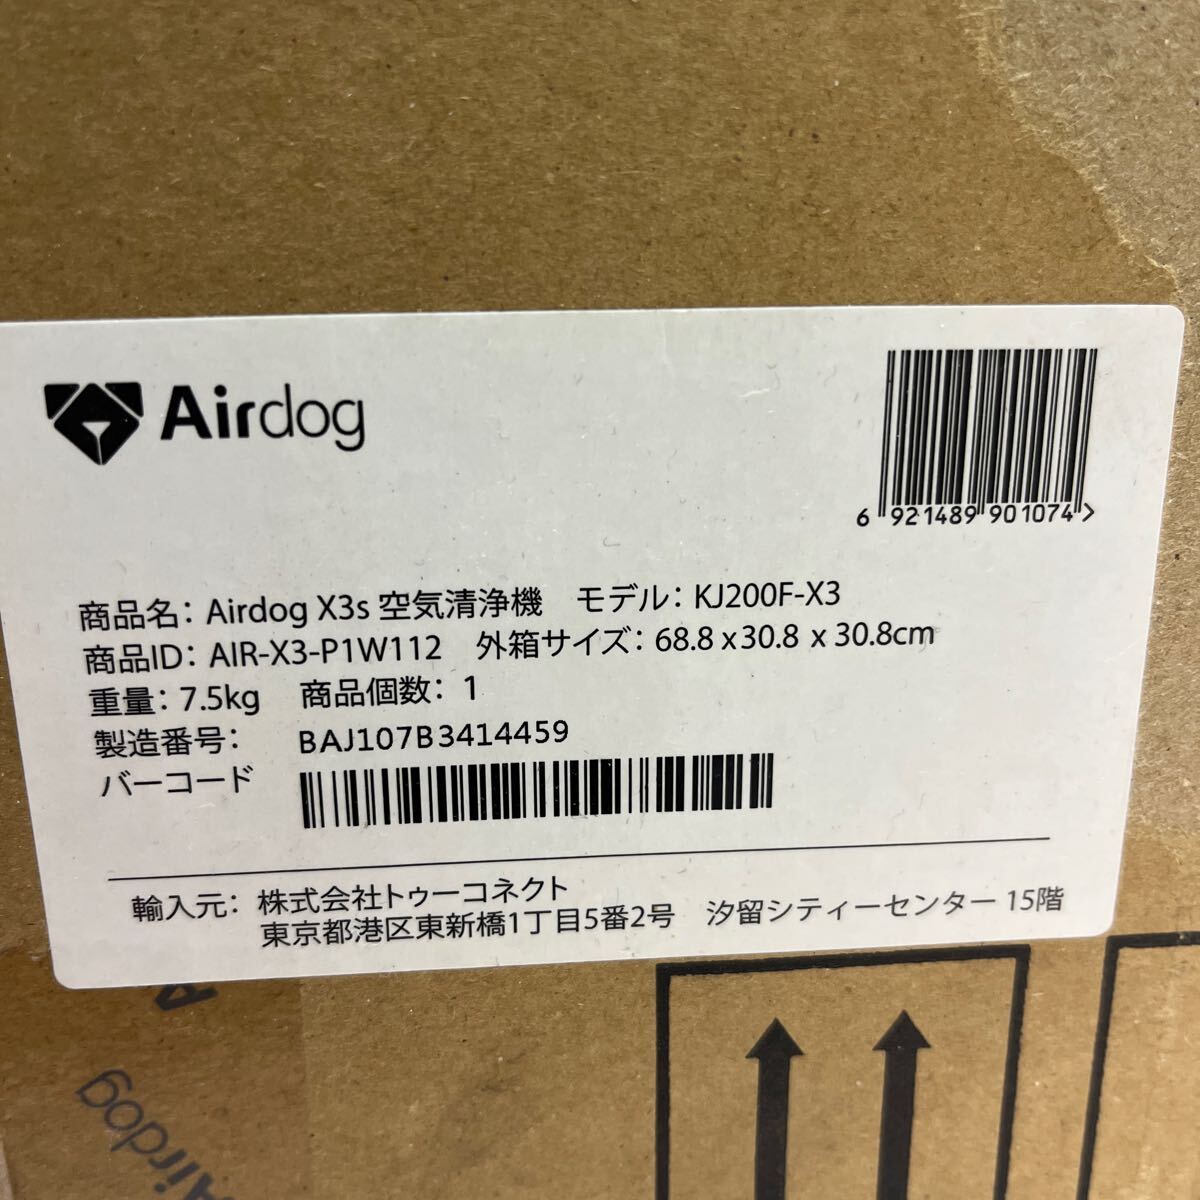 Airdog
6 921489 901074 >
商品名： Airdog X3s 空気清浄機 モデル： KJ200F-X3
商品ID： AIR-X3-P1W112 外箱サイズ： 68.8 x30.8 x 30.8cm
重量： 7.5kg 商品個数： 1
製造番号： BAJ107B3414459
バーコード
輸入元： 株式会社トゥーコネクト
東京都港区東新橋1丁目5番2号 汐留シティーセンター 15階
A
Airdog
Airdog